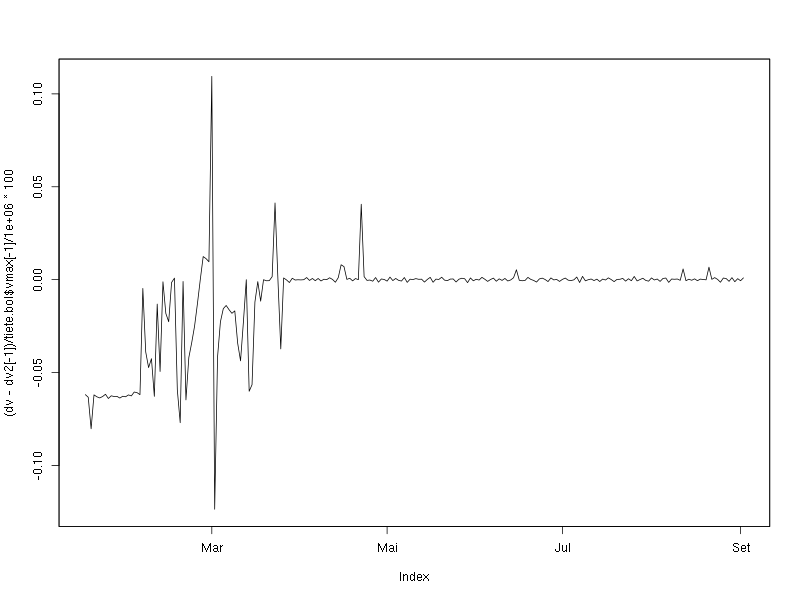 0.10
0.05
0.00
-0.05
-0.10
(dv - dv2[-1])/tiete.bol$vmax[-1]/1e+06 * 100
Mar Mai Jul Set
Index